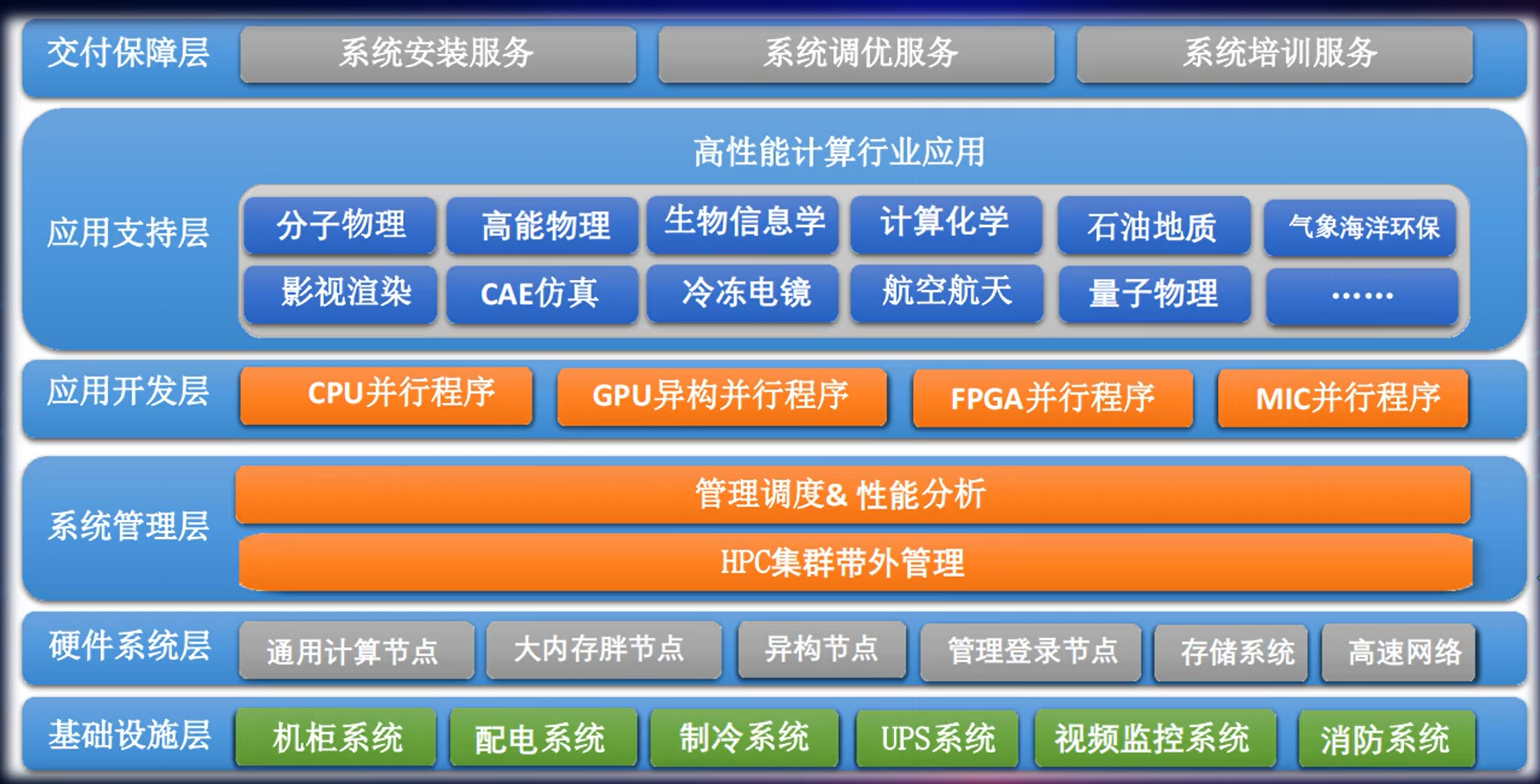 交付保障层
系统安装服务
系统调优服务
系统培训服务
高性能计算行业应用
应用支持层
分子物理
高能物理
生物信息学
计算化学
石油地质
气象海洋环保
影视渲染
CAE仿真
冷冻电镜
航空航天
量子物理
······
应用开发层
CPU并行程序
GPU异构并行程序
FPGA并行程序
MIC并行程序
系统管理层
管理调度& 性能分析
HPC集群带外管理
硬件系统层
通用计算节点
大内存胖节点
异构节点
管理登录节点
存储系统
高速网络
基础设施层
机柜系统
配电系统
制冷系统
UPS系统
视频监控系统
消防系统